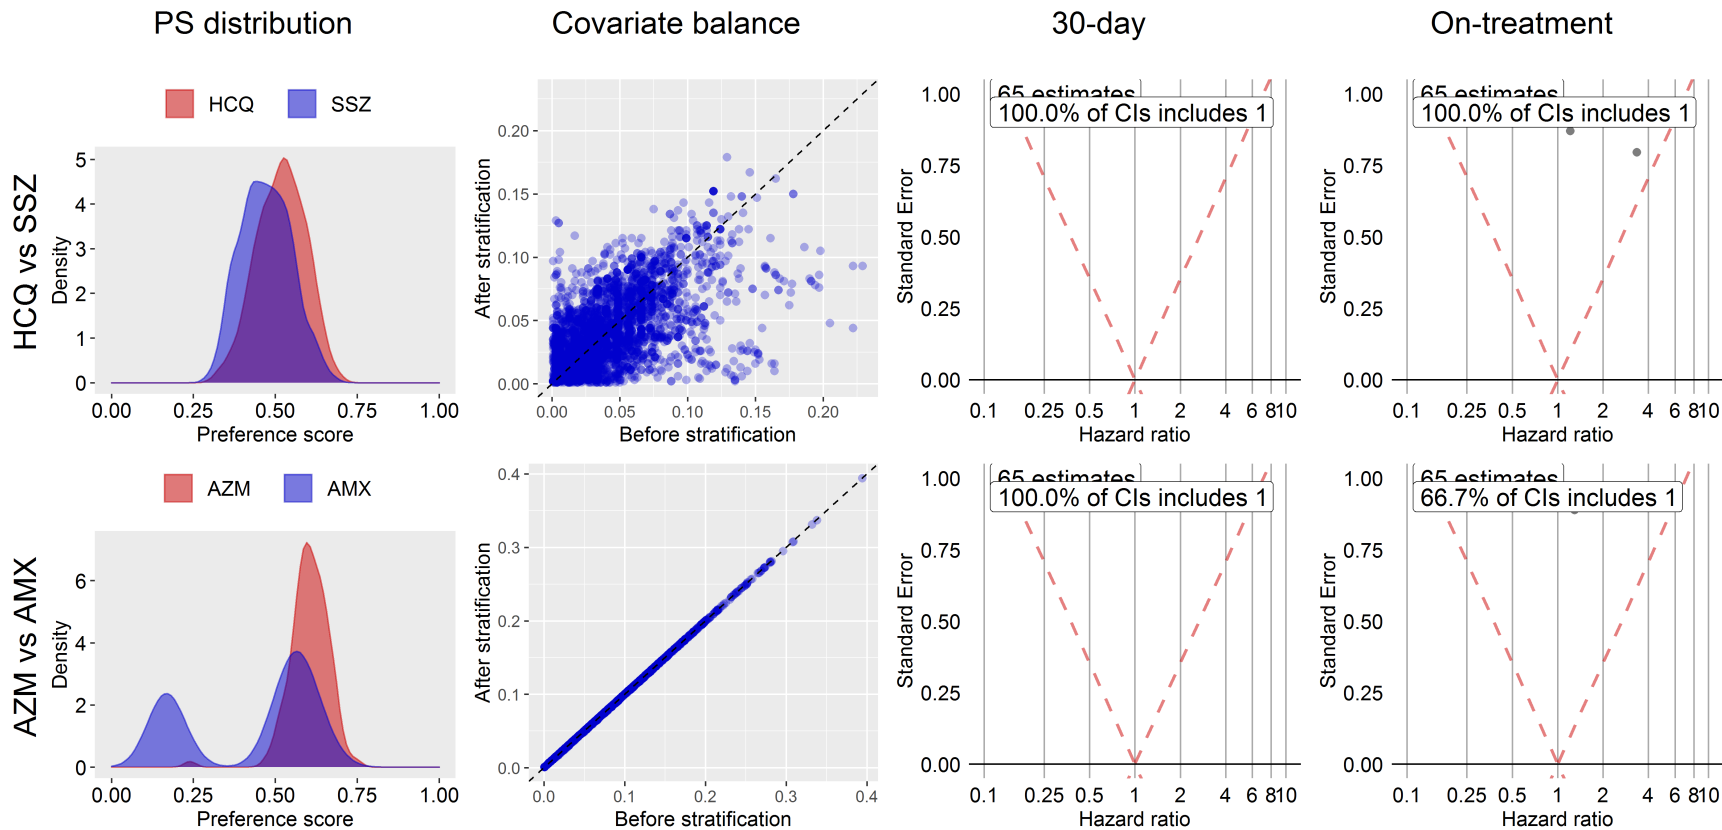 PS distribution
Covariate balance
30-day
On-treatment
HCQ vs SSZ
HCQ
SSZ
Density
5
4
3
2
1
0
0.00 0.25 0.50 0.75 1.00
Preference score
After stratification
0.20
0.15
0.10
0.05
0.00
0.00 0.05 0.10 0.15 0.20
Before stratification
Standard Error
1.00
0.75
0.50
0.25
0.00
65 estimates
100.0% of CIs includes 1
0.1 0.25 0.5 1 2 4 6 8 10
Hazard ratio
Standard Error
1.00
0.75
0.50
0.25
0.00
65 estimates
100.0% of CIs includes 1
0.1 0.25 0.5 1 2 4 6 8 10
Hazard ratio
AZM vs AMX
AZM
AMX
Density
6
4
2
0
0.00 0.25 0.50 0.75 1.00
Preference score
After stratification
0.4
0.3
0.2
0.1
0.0
0.0 0.1 0.2 0.3 0.4
Before stratification
Standard Error
1.00
0.75
0.50
0.25
0.00
65 estimates
100.0% of CIs includes 1
0.1 0.25 0.5 1 2 4 6 8 10
Hazard ratio
Standard Error
1.00
0.75
0.50
0.25
0.00
65 estimates
66.7% of CIs includes 1
0.1 0.25 0.5 1 2 4 6 8 10
Hazard ratio